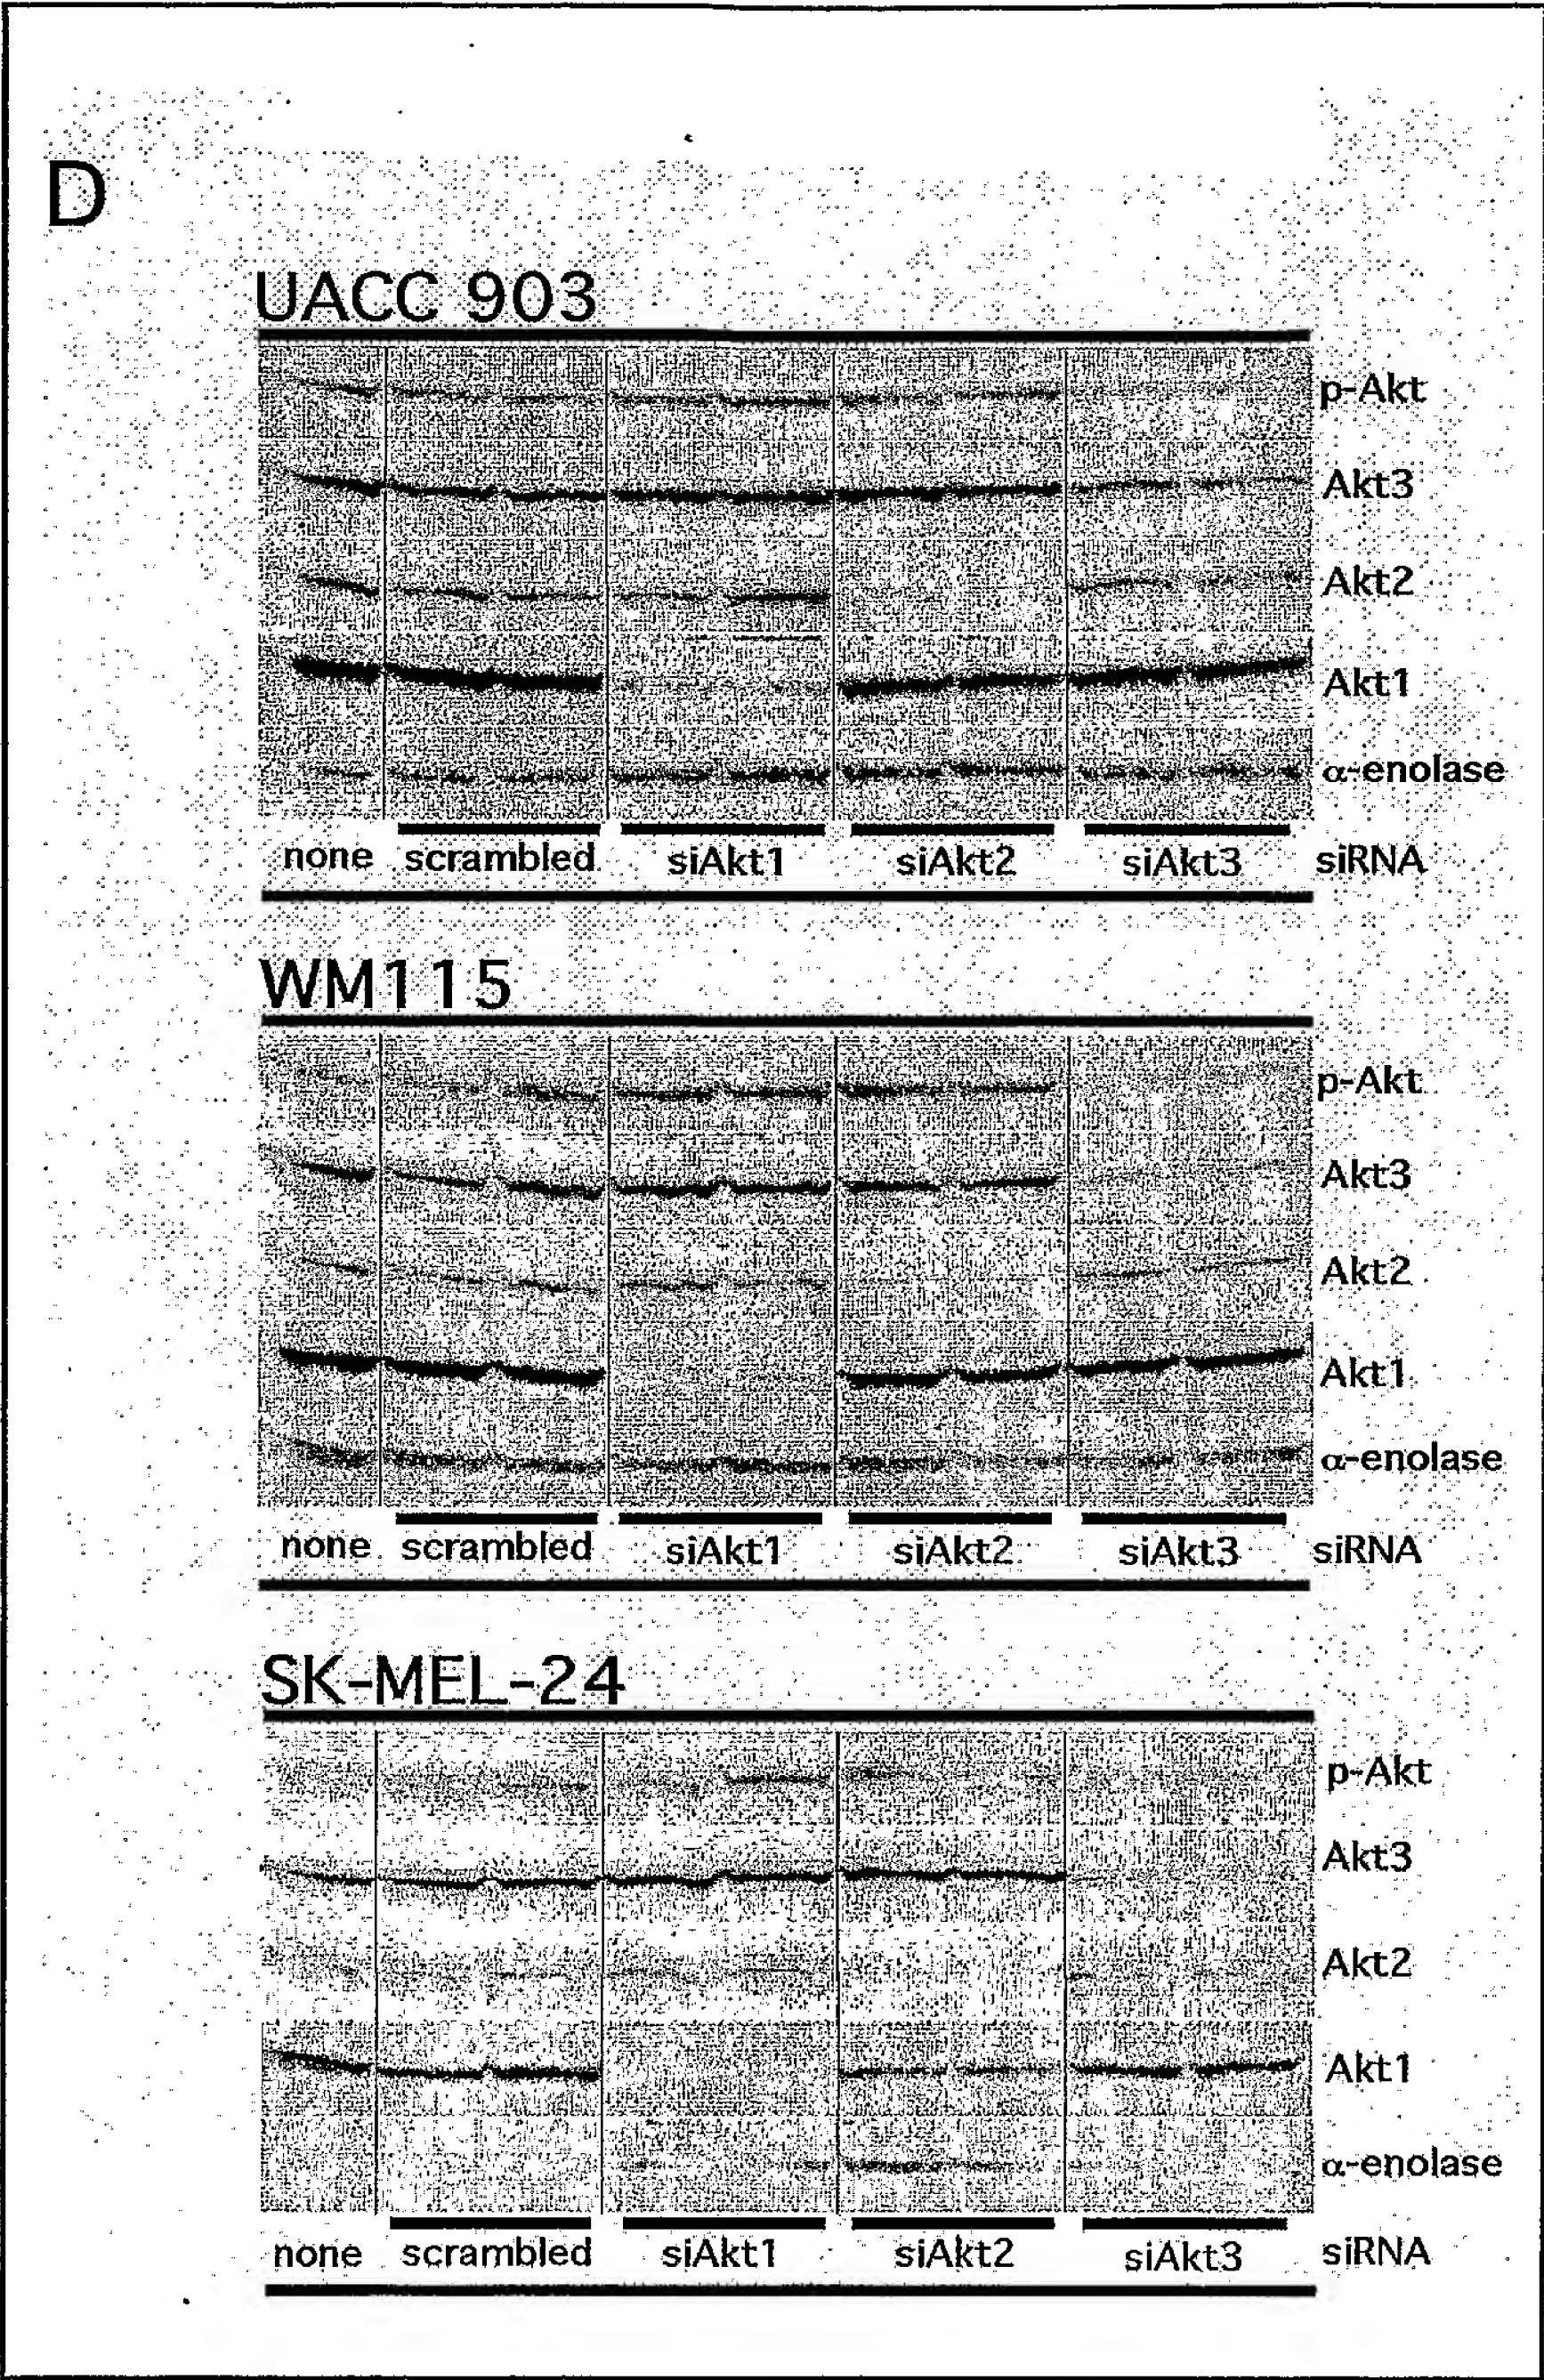 D
UACC 903
p-Akt
Akt3
Akt2
Akt1
α-enolase
none scrambled siAkt1 siAkt2 siAkt3 siRNA
WM115
p-Akt
Akt3
Akt2
Akt1
α-enolase
none scrambled siAkt1 siAkt2 siAkt3 siRNA
SK-MEL-24
p-Akt
Akt3
Akt2
Akt1
α-enolase
none scrambled siAkt1 siAkt2 siAkt3 siRNA